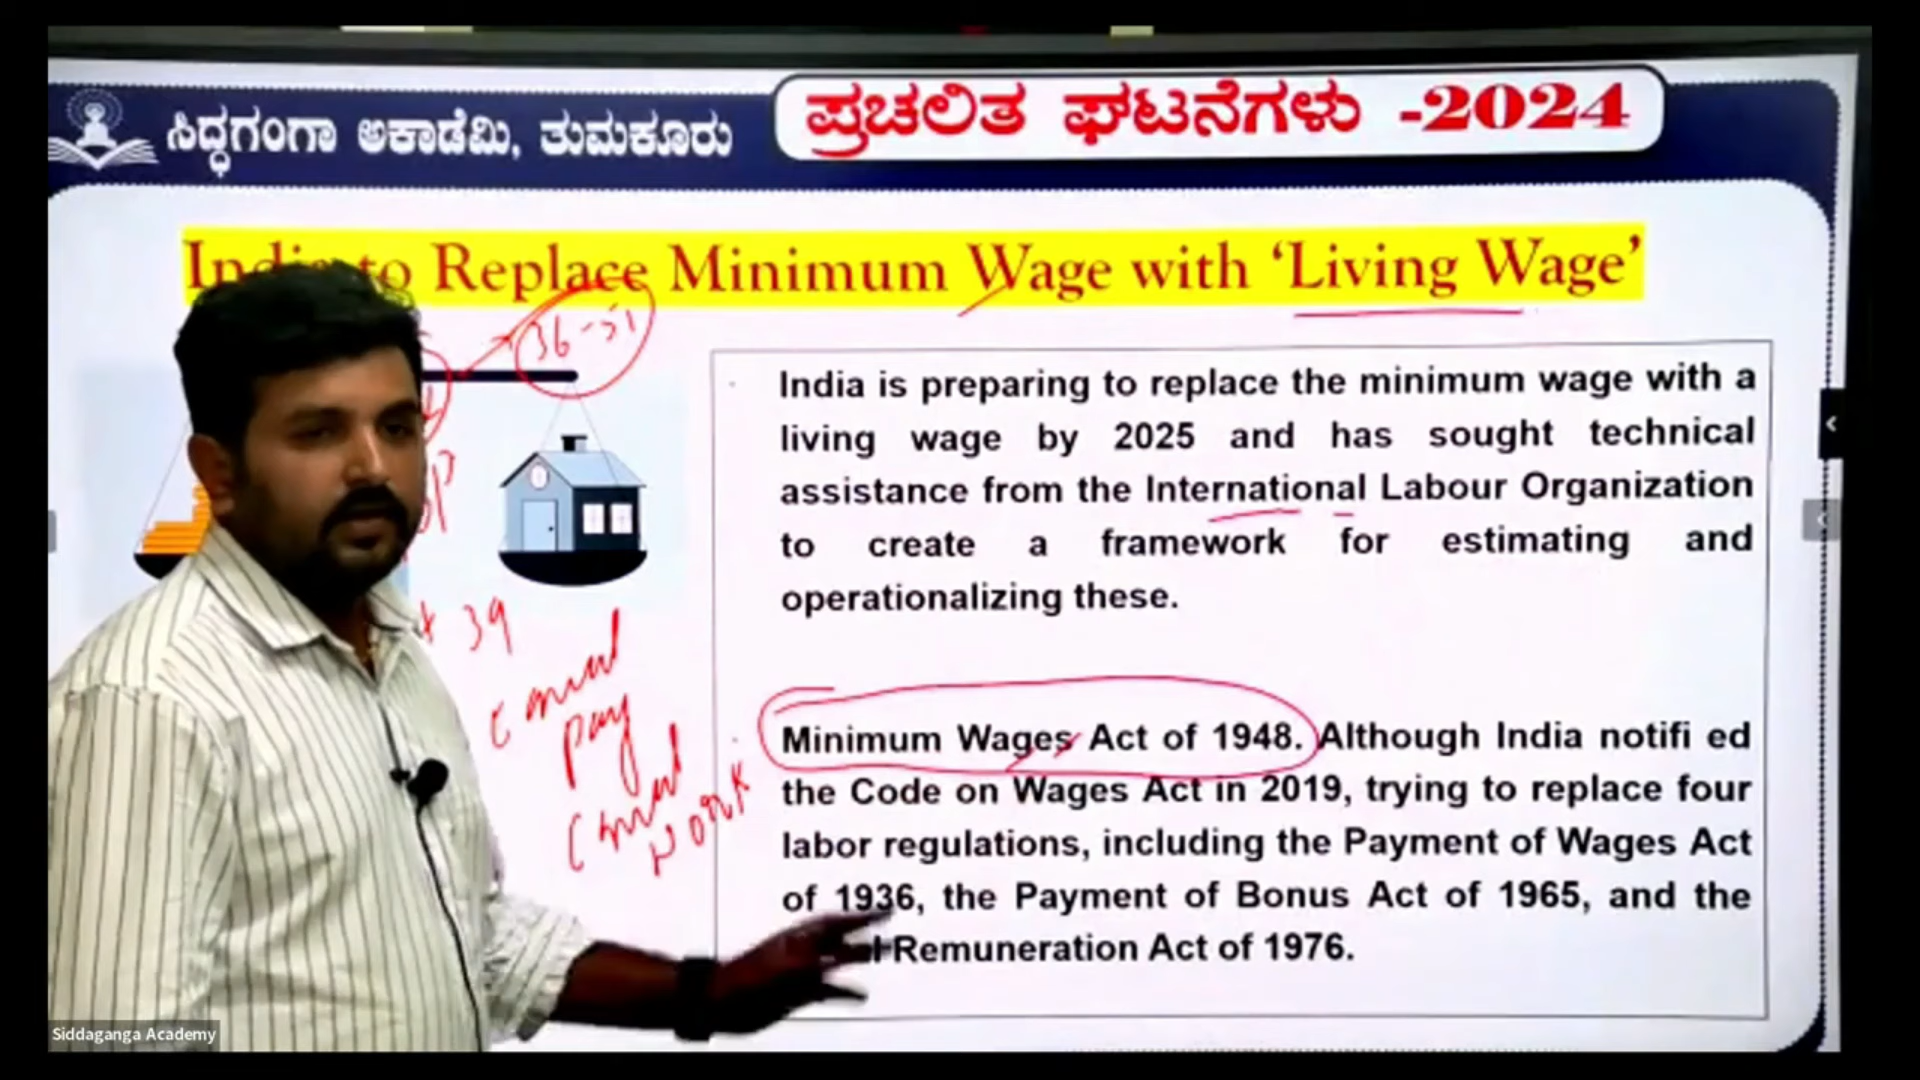 ಸಿದ್ಧಗಂಗಾ ಅಕಾಡೆಮಿ, ತುಮಕೂರು
ಪ್ರಚಲಿತ ಘಟನೆಗಳು -2024
India to Replace Minimum Wage with ‘Living Wage’
36-51
India is preparing to replace the minimum wage with a
living wage by 2025 and has sought technical
assistance from the International Labour Organization
to create a framework for estimating and
operationalizing these.
39
pay
work
Minimum Wages Act of 1948. Although India notifi ed
the Code on Wages Act in 2019, trying to replace four
labor regulations, including the Payment of Wages Act
of 1936, the Payment of Bonus Act of 1965, and the
Remuneration Act of 1976.
Siddaganga Academy